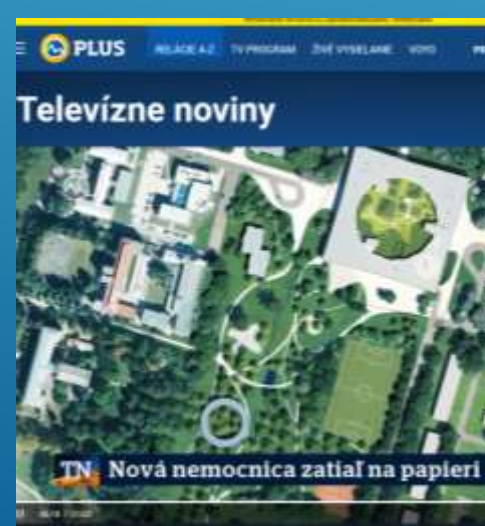 PLUS RELÁCIE A-Z TV PROGRAM ŽIVÉ VYSIELANIE VOYO
Televízne noviny
TN Nová nemocnica zatiaľ na papieri